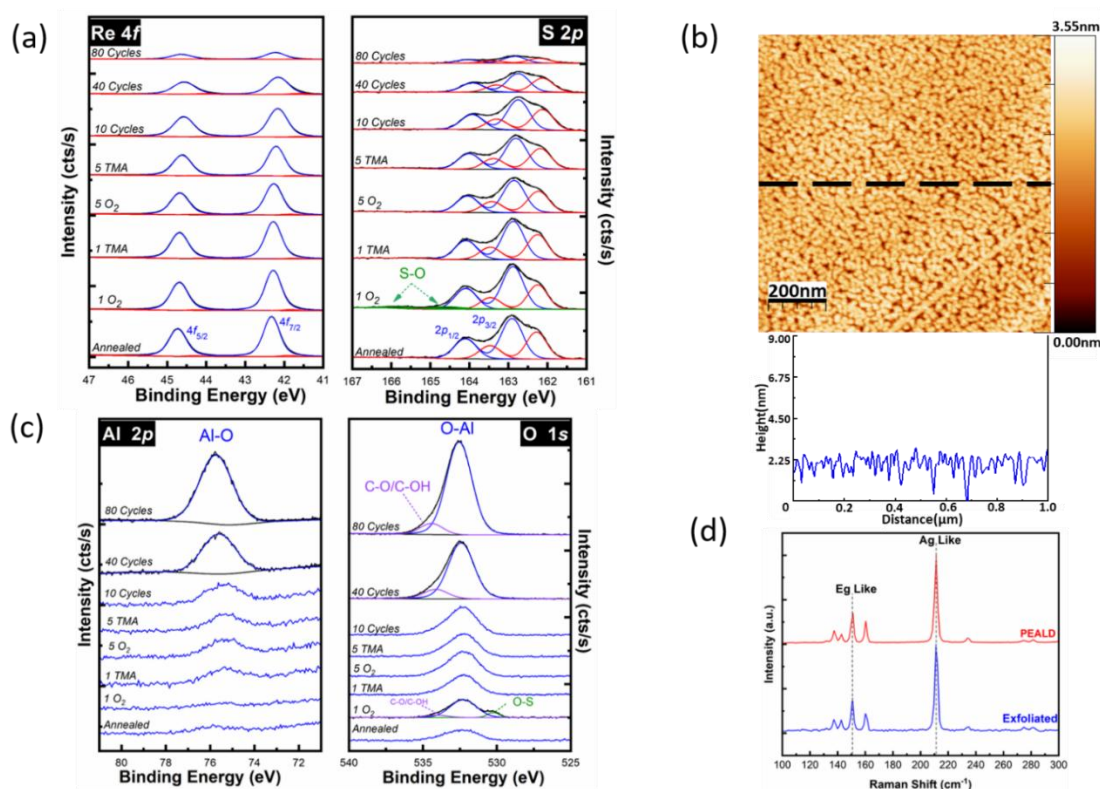 (a)
Re 4f
80 Cycles
40 Cycles
10 Cycles
5 TMA
5 O2
1 TMA
1 O2
Annealed
4f5/2
4f7/2
Intensity (cts/s)
47 46 45 44 43 42 41
Binding Energy (eV)
S 2p
80 Cycles
40 Cycles
10 Cycles
5 TMA
5 O2
1 TMA
S-O
1 O2
2p1/2
2p3/2
Annealed
Intensity (cts/s)
167 166 165 164 163 162 161
Binding Energy (eV)
(b)
3.55nm
200nm
0.00nm
9.00
6.75
4.50
2.25
Height(nm)
0.0 0.2 0.4 0.6 0.8 1.0
Distance(µm)
(c)
Al 2p
Al-O
80 Cycles
40 Cycles
10 Cycles
5 TMA
5 O2
1 TMA
1 O2
Annealed
Intensity (cts/s)
80 78 76 74 72
Binding Energy (eV)
O 1s
O-Al
C-O/C-OH
80 Cycles
40 Cycles
10 Cycles
5 TMA
5 O2
1 TMA
C-O/C-OH
O-S
1 O2
Annealed
Intensity (cts/s)
540 535 530 525
Binding Energy (eV)
(d)
Ag Like
Eg Like
PEALD
Exfoliated
Intensity (a.u.)
100 120 140 160 180 200 220 240 260 280 300
Raman Shift (cm-1)